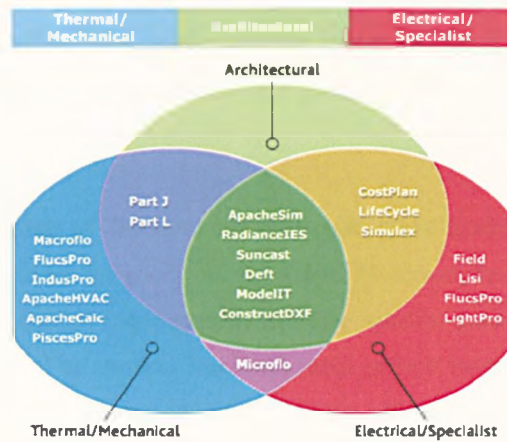 Thermal/
Mechanical
Electrical/
Specialist
Architectural
Part J
Part L
CostPlan
LifeCycle
Simulex
ApacheSim
RadianceIES
Suncast
Deft
ModelIT
ConstructDXF
Macroflo
FlucsPro
IndusPro
ApacheHVAC
ApacheCalc
PiscesPro
Field
Lisi
FlucsPro
LightPro
Microflo
Thermal/Mechanical
Electrical/Specialist